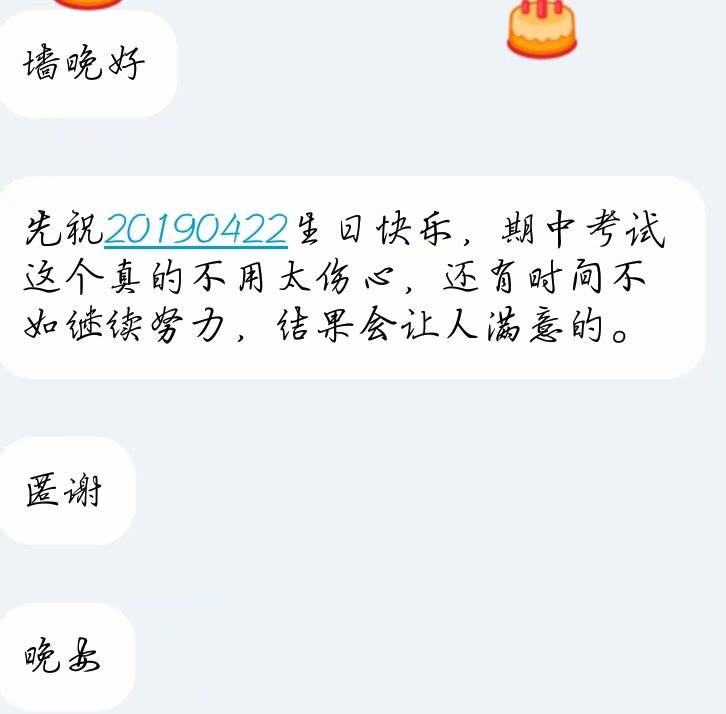 墙晚好
先祝20190422生日快乐，期中考试
这个真的不用太伤心，还有时间不
如继续努力，结果会让人满意的。
匿谢
晚安